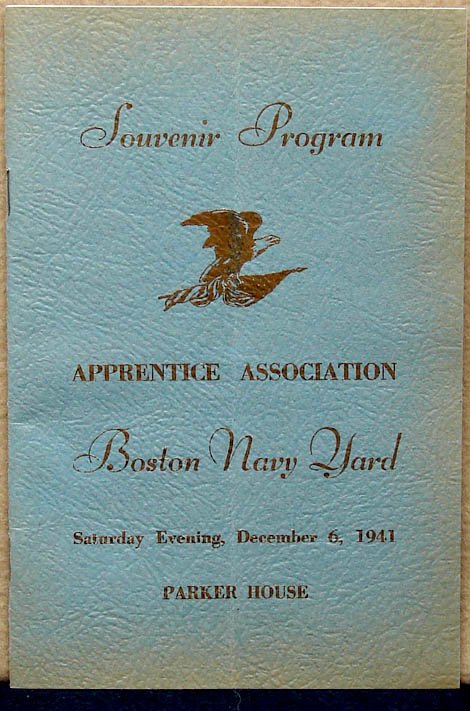 Souvenir Program
APPRENTICE ASSOCIATION
Boston Navy Yard
Saturday Evening, December 6, 1941
PARKER HOUSE